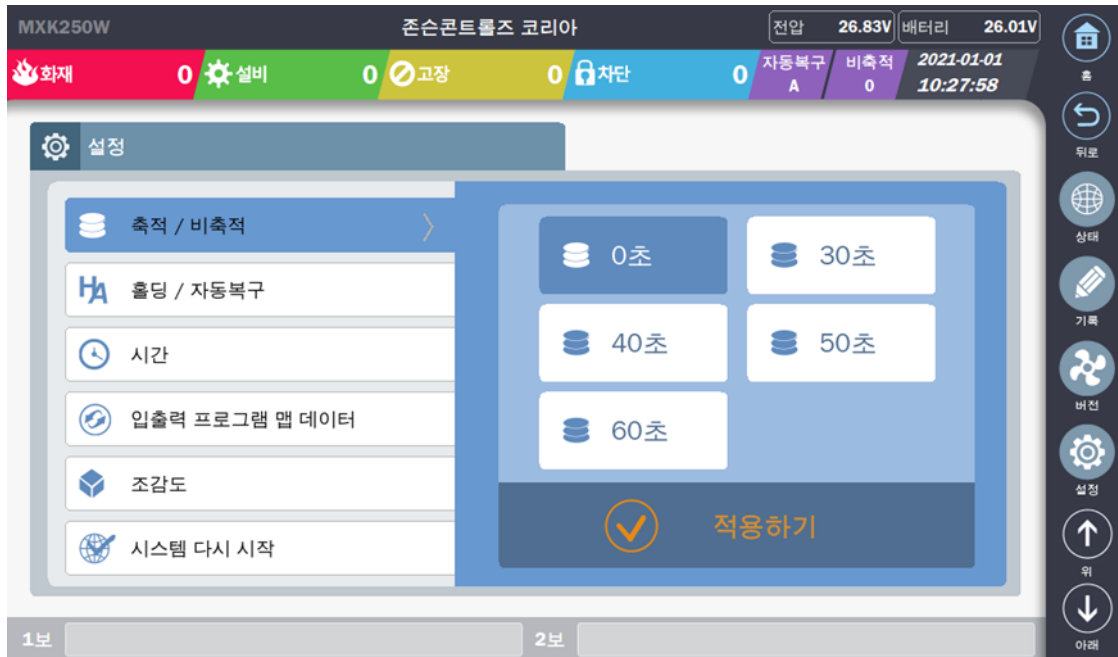 MXK250W
존슨콘트롤즈 코리아
전압 26.83V 배터리 26.01V
화재 0 설비 0 고장 0 차단 0
자동복구 A
비축적 0
2021-01-01
10:27:58
설정
축적 / 비축적
홀딩 / 자동복구
시간
입출력 프로그램 맵 데이터
조감도
시스템 다시 시작
0초 30초
40초 50초
60초
적용하기
1보 2보
홈
뒤로
상태
기록
버전
설정
위
아래